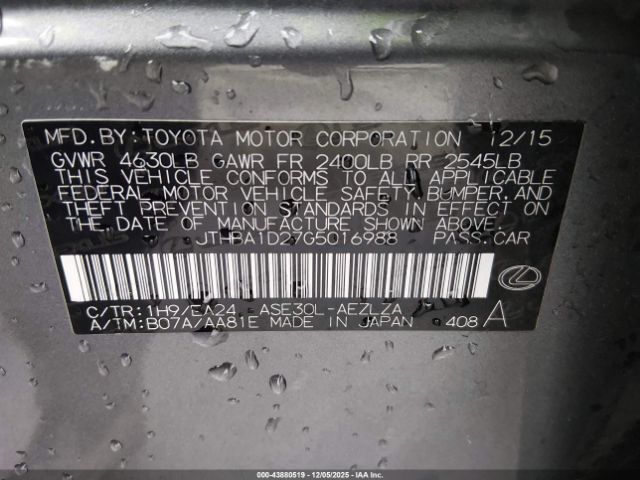 MFD.BY:TOYOTA MOTOR CORPORATION 12/15
GVWR 4630LB GAWR FR 2400LB RR 2545LB
THIS VEHICLE CONFORMS TO ALL APPLICABLE
FEDERAL MOTOR VEHICLE SAFETY, BUMPER, AND
THEFT PREVENTION STANDARDS IN EFFECT ON
THE DATE OF MANUFACTURE SHOWN ABOVE.
JTHBA1D27G5016988 PASS.CAR
C/TR:1H9/EA24 ASE30L-AEZLZA
A/TM:B07A/AA81E MADE IN JAPAN 408 A
000-43880519 | 12/05/2025 - IAAI.COM